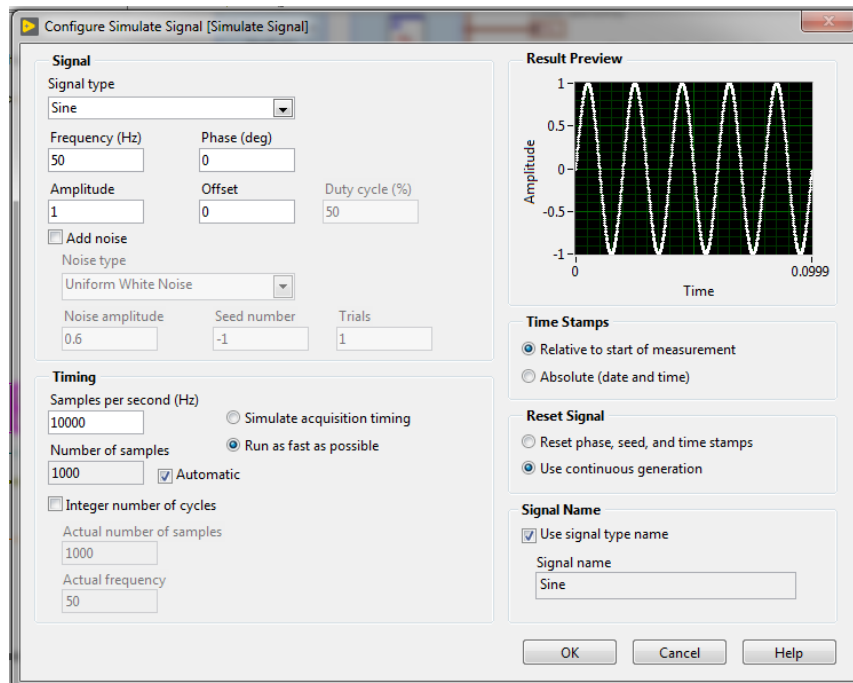 Configure Simulate Signal [Simulate Signal]
Signal
Signal type
Sine
Frequency (Hz) Phase (deg)
50 0
Amplitude Offset Duty cycle (%)
1 0 50
Add noise
Noise type
Uniform White Noise
Noise amplitude Seed number Trials
0.6 -1 1
Timing
Samples per second (Hz)
10000
Simulate acquisition timing
Run as fast as possible
Number of samples
1000 Automatic
Integer number of cycles
Actual number of samples
1000
Actual frequency
50
Result Preview
Amplitude
1
0.5
0
-0.5
-1
0 0.0999
Time
Time Stamps
Relative to start of measurement
Absolute (date and time)
Reset Signal
Reset phase, seed, and time stamps
Use continuous generation
Signal Name
Use signal type name
Signal name
Sine
OK Cancel Help